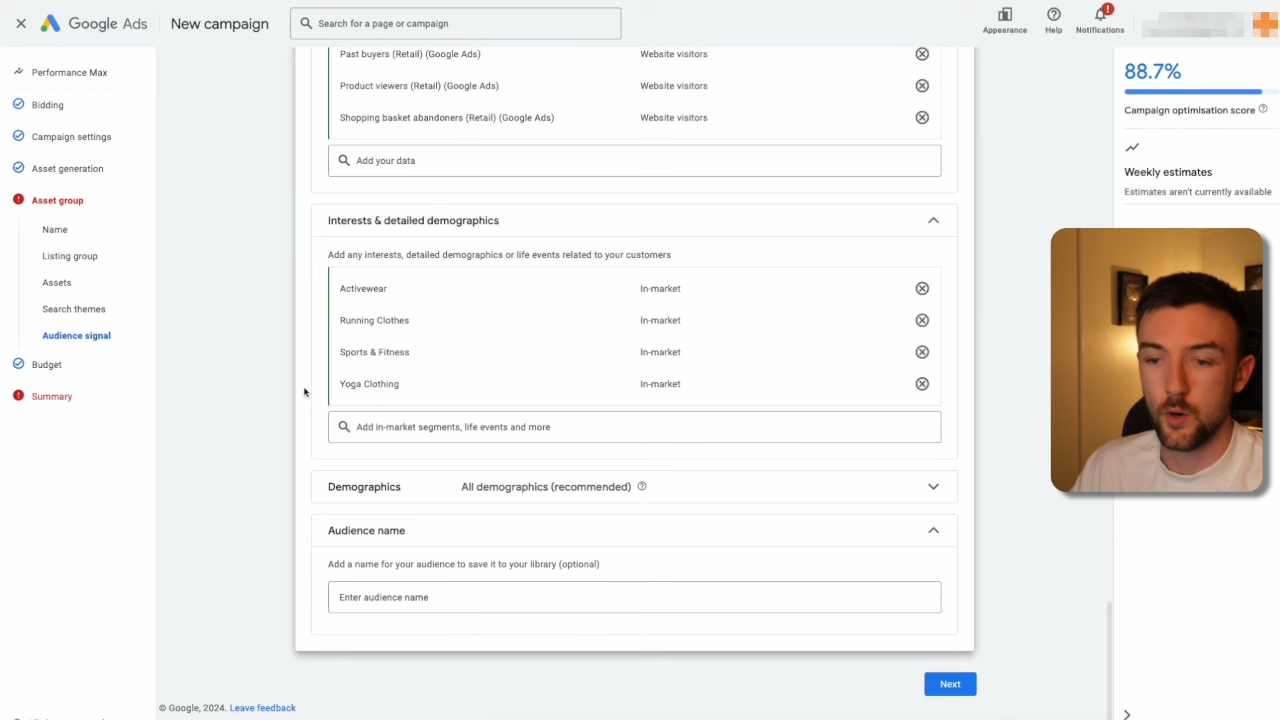 Google Ads
New campaign
Search for a page or campaign
Appearance
Help
Notifications
Performance Max
Bidding
Campaign settings
Asset generation
Asset group
Name
Listing group
Assets
Search themes
Audience signal
Budget
Summary
Past buyers (Retail) (Google Ads) Website visitors
Product viewers (Retail) (Google Ads) Website visitors
Shopping basket abandoners (Retail) (Google Ads) Website visitors
Add your data
Interests & detailed demographics
Add any interests, detailed demographics or life events related to your customers
Activewear In-market
Running Clothes In-market
Sports & Fitness In-market
Yoga Clothing In-market
Add in-market segments, life events and more
Demographics All demographics (recommended)
Audience name
Add a name for your audience to save it to your library (optional)
Enter audience name
Next
© Google, 2024. Leave feedback
88.7%
Campaign optimisation score
Weekly estimates
Estimates aren't currently available